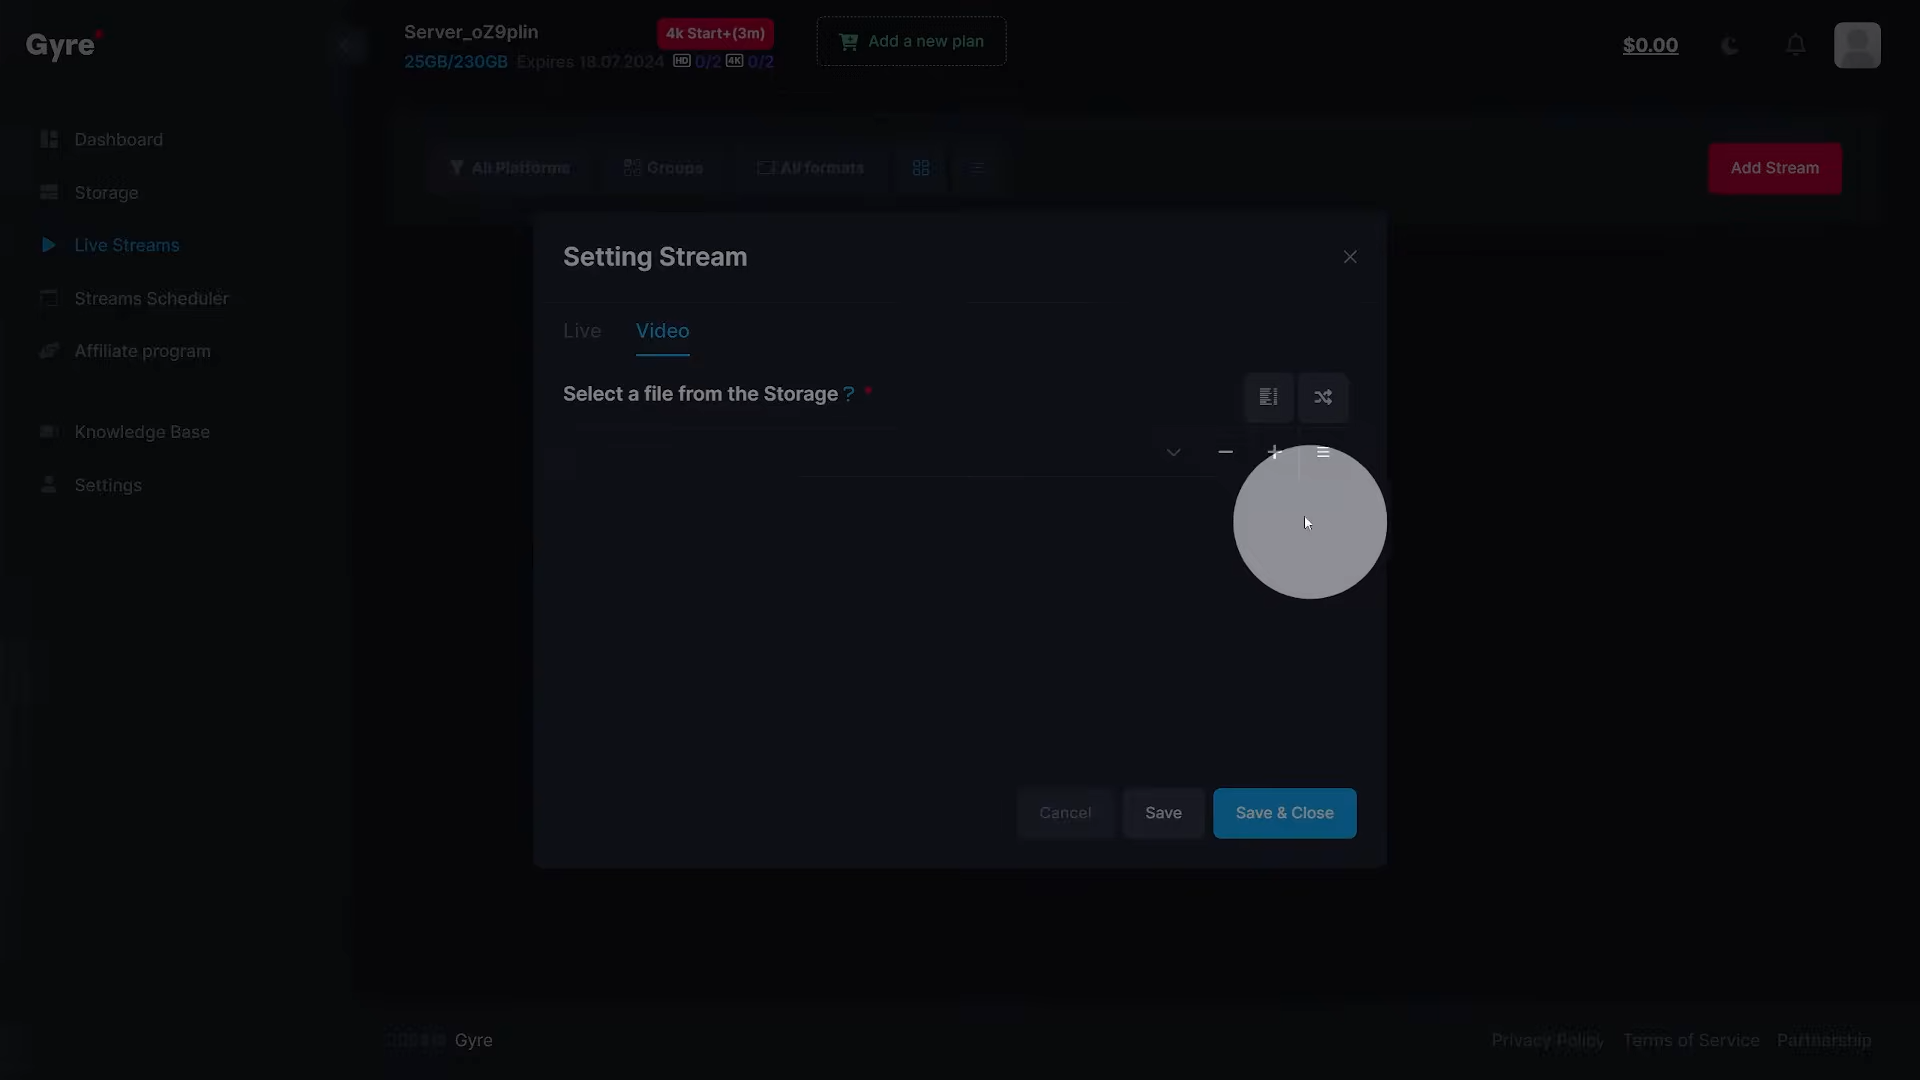 Gyre
Server_oZ9plin
4k Start+(3m)
Add a new plan
$0.00
25GB/230GB Expires 18.07.2024 HD 0/2 4K 0/2
Dashboard
Storage
Live Streams
Streams Scheduler
Affiliate program
Knowledge Base
Settings
All Platforms
Groups
All formats
Add Stream
Setting Stream
Live
Video
Select a file from the Storage ? *
Cancel
Save
Save & Close
Gyre
Privacy Policy
Terms of Service
Partnership